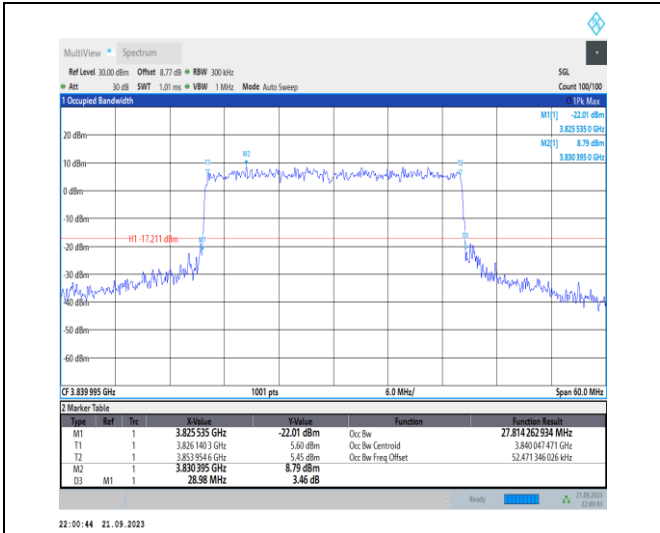 MultiView Spectrum
Ref Level 30.00 dBm Offset 8.77 dB RBW 300 kHz SGL
Att 30 dB SWT 1.01 ms VBW 1 MHz Mode Auto Sweep Count 100/100
1 Occupied Bandwidth 1Pk Max
M1[1] -22.01 dBm
3.825 535 0 GHz
M2[1] 8.79 dBm
3.830 395 0 GHz
20 dBm
10 dBm
0 dBm
-10 dBm
-20 dBm
-30 dBm
-40 dBm
-50 dBm
-60 dBm
T1 M2 T2
H1 -17.211 dBm M1 D3
CF 3.839 995 GHz 1001 pts 6.0 MHz/ Span 60.0 MHz
2 Marker Table
Type Ref Trc X-Value Y-Value Function Function Result
M1 1 3.825 535 GHz -22.01 dBm Occ Bw 27.814 262 934 MHz
T1 1 3.826 140 3 GHz 5.60 dBm Occ Bw Centroid 3.840 047 471 GHz
T2 1 3.853 954 6 GHz 5.45 dBm Occ Bw Freq Offset 52.471 346 026 kHz
M2 1 3.830 395 GHz 8.79 dBm
D3 M1 1 28.98 MHz 3.46 dB
Ready 21.09.2023
22:00:43
22:00:44 21.09.2023